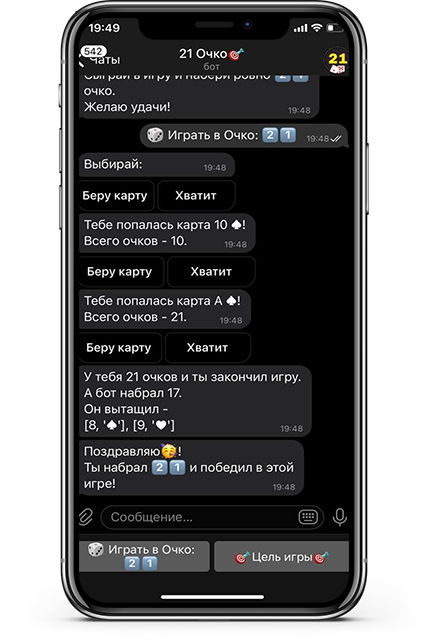 19:49
542
Чаты
21 Очко🎯
бот
21
Сыграй в игру и набери ровно 2️⃣1️⃣
очко.
Желаю удачи!
19:48
🎲 Играть в Очко: 2️⃣1️⃣
19:48
Выбирай:
19:48
Беру карту
Хватит
Тебе попалась карта 10 ♠!
Всего очков - 10.
19:48
Беру карту
Хватит
Тебе попалась карта A ♠!
Всего очков - 21.
19:48
Беру карту
Хватит
У тебя 21 очков и ты закончил игру.
А бот набрал 17.
Он вытащил -
[8, '♠'], [9, '♥']
19:48
Поздравляю🥳!
Ты набрал 2️⃣1️⃣ и победил в этой
игре!
19:48
Сообщение...
🎲 Играть в Очко:
2️⃣1️⃣
🎯Цель игры🎯